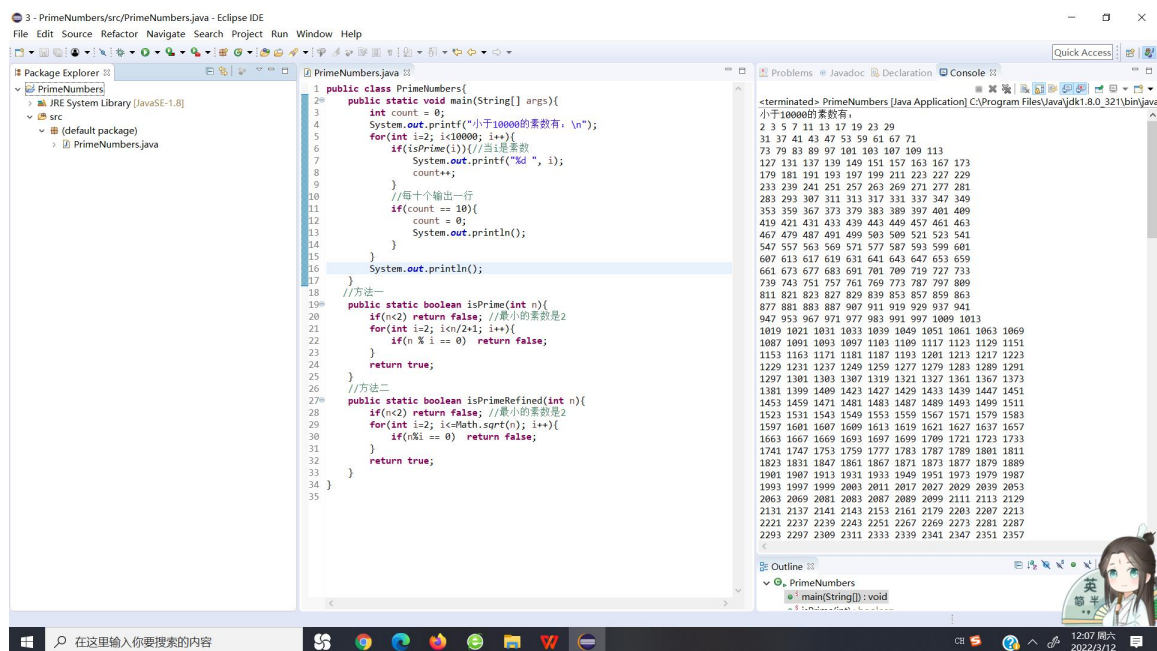 3 - PrimeNumbers/src/PrimeNumbers.java - Eclipse IDE
File Edit Source Refactor Navigate Search Project Run Window Help
Quick Access
Package Explorer
PrimeNumbers
JRE System Library [JavaSE-1.8]
src
(default package)
PrimeNumbers.java
PrimeNumbers.java
1 public class PrimeNumbers{
2 public static void main(String[] args){
3 int count = 0;
4 System.out.printf("小于10000的素数有: \n");
5 for(int i=2; i<10000; i++){
6 if(isPrime(i)){//当i是素数
7 System.out.printf("%d ", i);
8 count++;
9 }
10 //每十个输出一行
11 if(count == 10){
12 count = 0;
13 System.out.println();
14 }
15 }
16 System.out.println();
17 }
18 //方法一
19 public static boolean isPrime(int n){
20 if(n<2) return false; //最小的素数是2
21 for(int i=2; i<n/2+1; i++){
22 if(n % i == 0) return false;
23 }
24 return true;
25 }
26 //方法二
27 public static boolean isPrimeRefined(int n){
28 if(n<2) return false; //最小的素数是2
29 for(int i=2; i<=Math.sqrt(n); i++){
30 if(n%i == 0) return false;
31 }
32 return true;
33 }
34 }
35
Problems Javadoc Declaration Console
<terminated> PrimeNumbers [Java Application] C:\Program Files\Java\jdk1.8.0_321\bin\java
小于10000的素数有:
2 3 5 7 11 13 17 19 23 29
31 37 41 43 47 53 59 61 67 71
73 79 83 89 97 101 103 107 109 113
127 131 137 139 149 151 157 163 167 173
179 181 191 193 197 199 211 223 227 229
233 239 241 251 257 263 269 271 277 281
283 293 307 311 313 317 331 337 347 349
353 359 367 373 379 383 389 397 401 409
419 421 431 433 439 443 449 457 461 463
467 479 487 491 499 503 509 521 523 541
547 557 563 569 571 577 587 593 599 601
607 613 617 619 631 641 643 647 653 659
661 673 677 683 691 701 709 719 727 733
739 743 751 757 761 769 773 787 797 809
811 821 823 827 829 839 853 857 859 863
877 881 883 887 907 911 919 929 937 941
947 953 967 971 977 983 991 997 1009 1013
1019 1021 1031 1033 1039 1049 1051 1061 1063 1069
1087 1091 1093 1097 1103 1109 1117 1123 1129 1151
1153 1163 1171 1181 1187 1193 1201 1213 1217 1223
1229 1231 1237 1249 1259 1277 1279 1283 1289 1291
1297 1301 1303 1307 1319 1321 1327 1361 1367 1373
1381 1399 1409 1423 1427 1429 1433 1439 1447 1451
1453 1459 1471 1481 1483 1487 1489 1493 1499 1511
1523 1531 1543 1549 1553 1559 1567 1571 1579 1583
1597 1601 1607 1609 1613 1619 1621 1627 1637 1657
1663 1667 1669 1693 1697 1699 1709 1721 1723 1733
1741 1747 1753 1759 1777 1783 1787 1789 1801 1811
1823 1831 1847 1861 1867 1871 1873 1877 1879 1889
1901 1907 1913 1931 1933 1949 1951 1973 1979 1987
1993 1997 1999 2003 2011 2017 2027 2029 2039 2053
2063 2069 2081 2083 2087 2089 2099 2111 2113 2129
2131 2137 2141 2143 2153 2161 2179 2203 2207 2213
2221 2237 2239 2243 2251 2267 2269 2273 2281 2287
2293 2297 2309 2311 2333 2339 2341 2347 2351 2357
Outline
PrimeNumbers
main(String[]) : void
英
简 半
在这里输入你要搜索的内容
CH
12:07 周六
2022/3/12